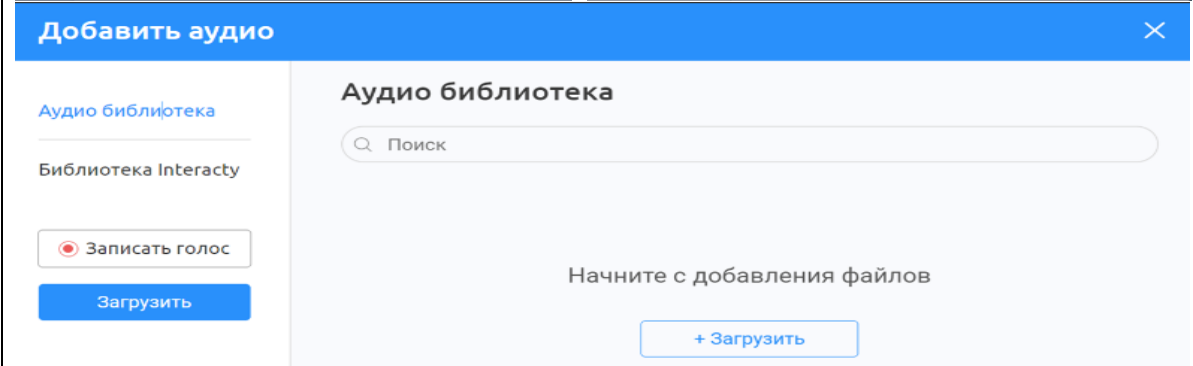 Добавить аудио
Аудио библиотека
Библиотека Interacty
Записать голос
Загрузить
Аудио библиотека
Поиск
Начните с добавления файлов
+ Загрузить